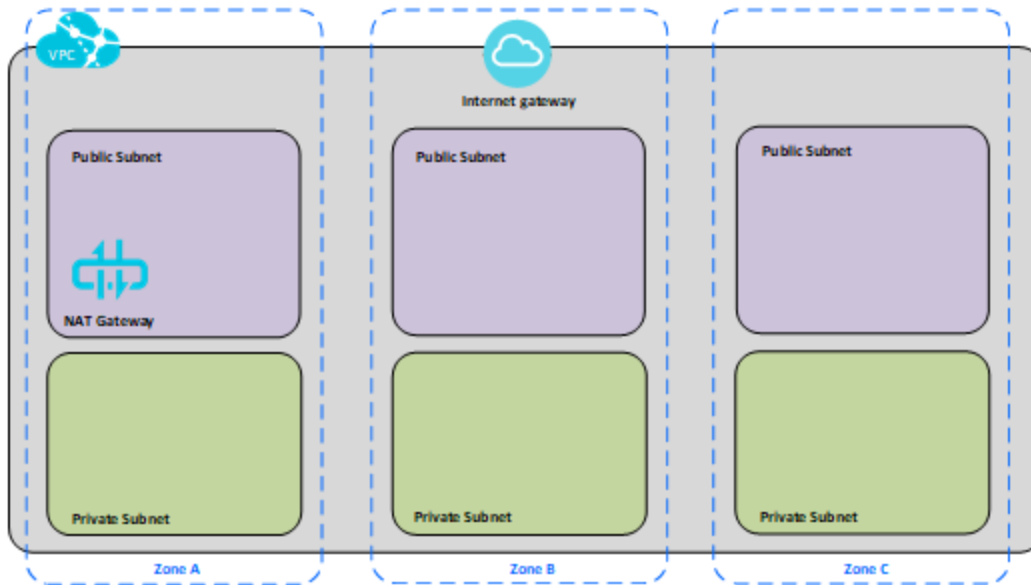 VPC
Internet gateway
Public Subnet
Public Subnet
Public Subnet
NAT Gateway
Private Subnet
Private Subnet
Private Subnet
Zone A
Zone B
Zone C